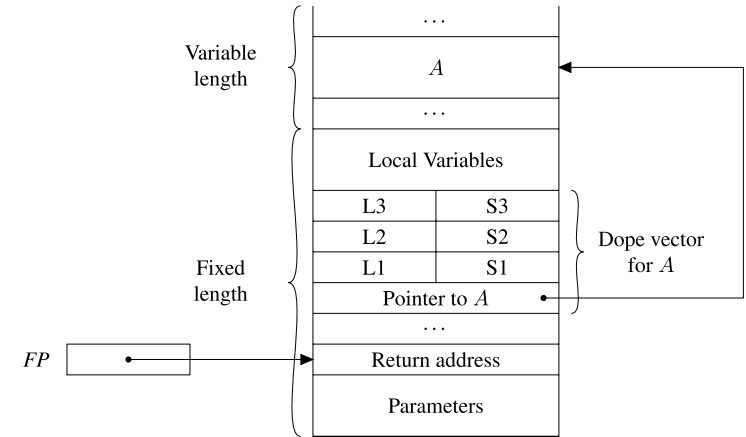 ...
Variable
length
A
...
Local Variables
L3 S3
L2 S2
L1 S1
Dope vector
for A
Fixed
length
Pointer to A
...
FP
Return address
Parameters